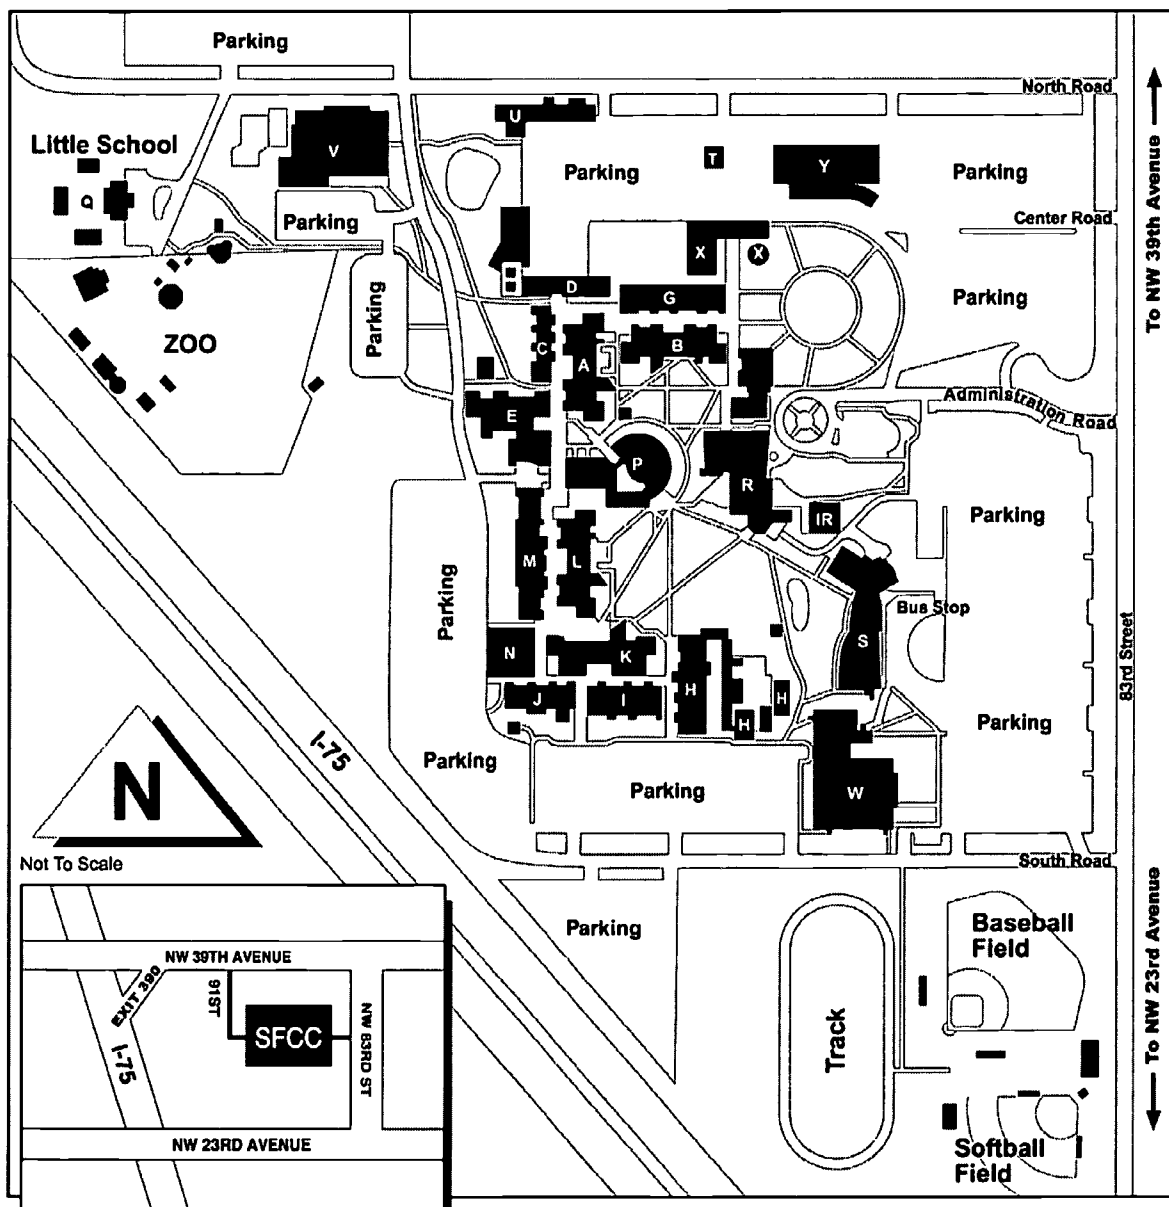 Parking
North Road
U
Little School
V
T
Y
Parking
Parking
Q
Parking
Center Road
To NW 39th Avenue
X
X
D
G
Parking
Parking
ZOO
C
A
B
Administration Road
E
P
R
IR
Parking
M
L
Parking
Bus Stop
S
83rd Street
N
K
H
H
H
J
I
Parking
I-75
N
Parking
Parking
W
Not To Scale
South Road
Parking
Baseball
Field
To NW 23rd Avenue
Track
Softball
Field
NW 39TH AVENUE
EXIT 390
91ST
SFCC
NW 83RD ST
I-75
NW 23RD AVENUE